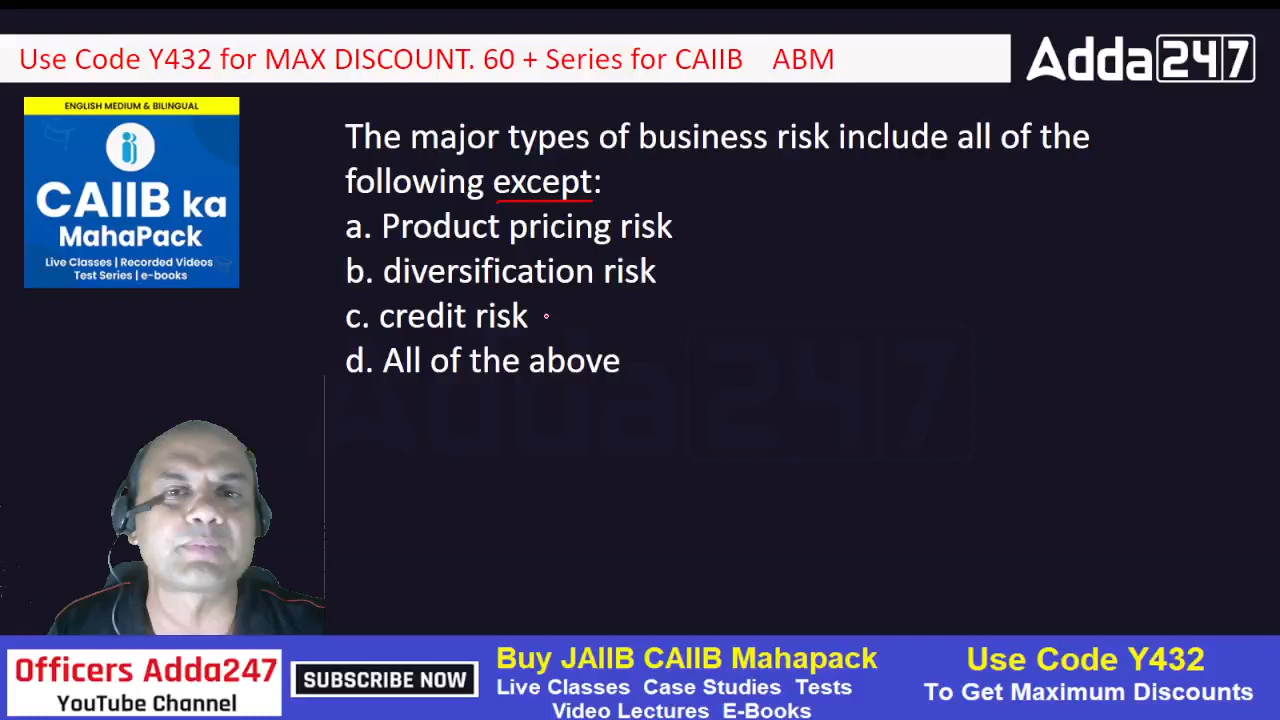 Use Code Y432 for MAX DISCOUNT. 60 + Series for CAIIB ABM
Adda247
ENGLISH MEDIUM & BILINGUAL
CAIIB ka
MahaPack
Live Classes | Recorded Videos
Test Series | e-books
The major types of business risk include all of the
following except:
a. Product pricing risk
b. diversification risk
c. credit risk
d. All of the above
Adda247
Officers Adda247
YouTube Channel
SUBSCRIBE NOW
Buy JAIIB CAIIB Mahapack
Live Classes Case Studies Tests
Video Lectures E-Books
Use Code Y432
To Get Maximum Discounts